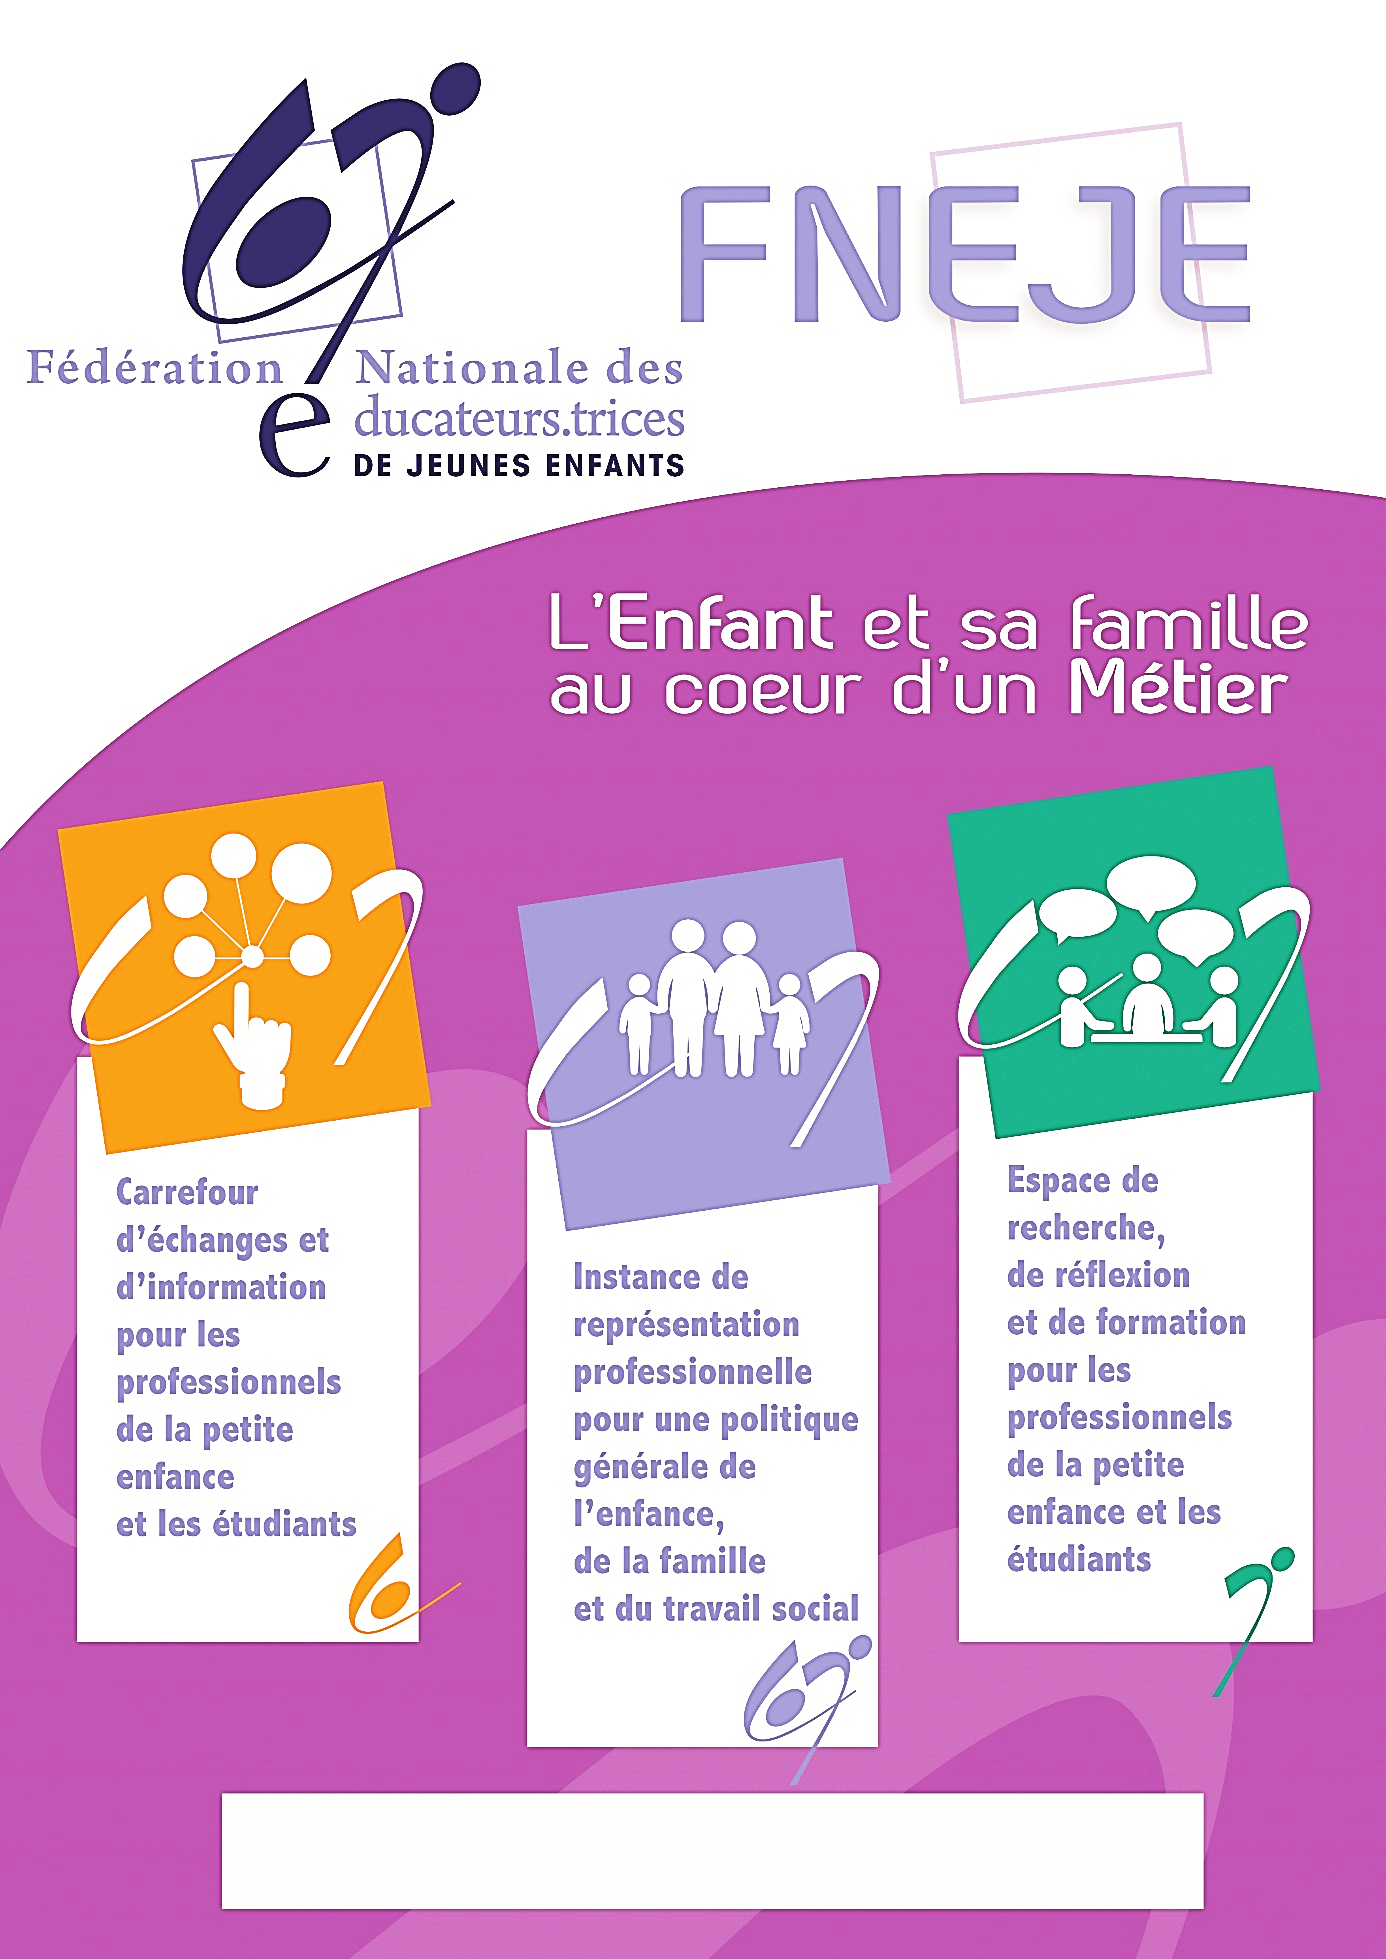 Fédération Nationale des
educateurs.trices
DE JEUNES ENFANTS
FNEJE
L'Enfant et sa famille
au coeur d'un Métier
Carrefour
d'échanges et
d'information
pour les
professionnels
de la petite
enfance
et les étudiants
Instance de
représentation
professionnelle
pour une politique
générale de
l'enfance,
de la famille
et du travail social
Espace de
recherche,
de réflexion
et de formation
pour les
professionnels
de la petite
enfance et les
étudiants